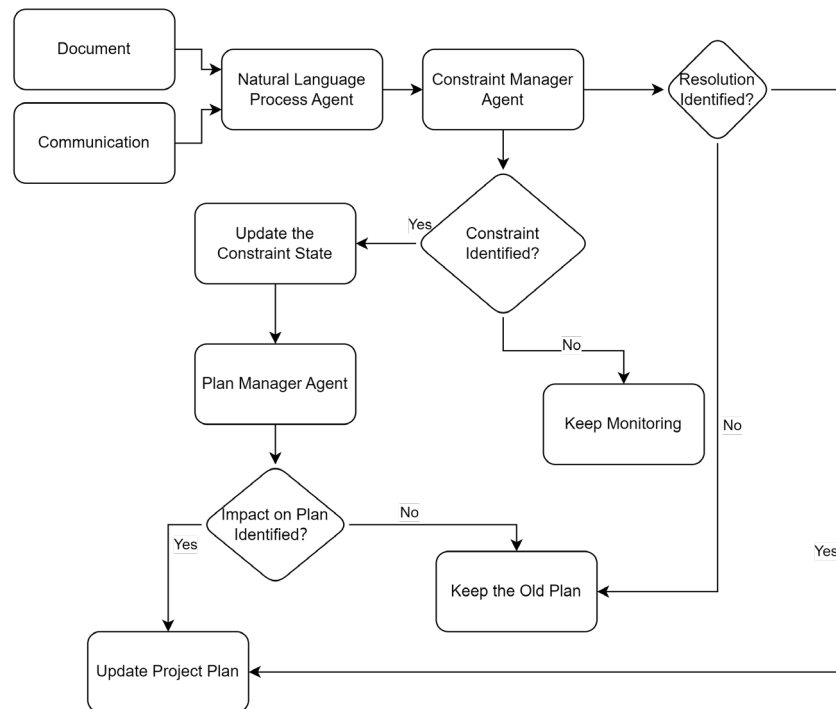 Document
Communication
Natural Language
Process Agent
Constraint Manager
Agent
Resolution
Identified?
Update the
Constraint State
Yes
Constraint
Identified?
No
Keep Monitoring
Plan Manager Agent
No
Impact on Plan
Identified?
No
Yes
Keep the Old Plan
Yes
Update Project Plan